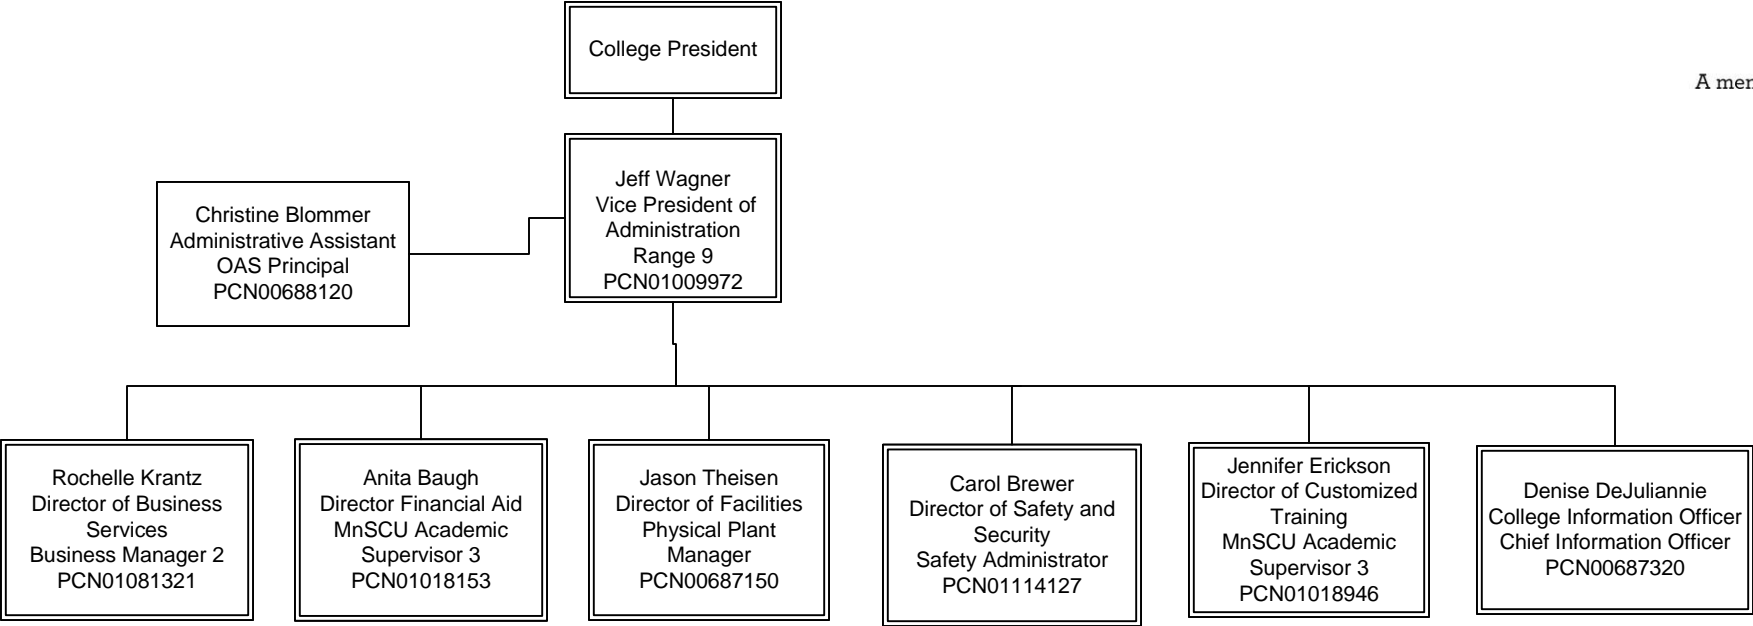 College President
A mem
Jeff Wagner
Vice President of
Administration
Range 9
PCN01009972
Christine Blommer
Administrative Assistant
OAS Principal
PCN00688120
Rochelle Krantz
Director of Business
Services
Business Manager 2
PCN01081321
Anita Baugh
Director Financial Aid
MnSCU Academic
Supervisor 3
PCN01018153
Jason Theisen
Director of Facilities
Physical Plant
Manager
PCN00687150
Carol Brewer
Director of Safety and
Security
Safety Administrator
PCN01114127
Jennifer Erickson
Director of Customized
Training
MnSCU Academic
Supervisor 3
PCN01018946
Denise DeJuliannie
College Information Officer
Chief Information Officer
PCN00687320